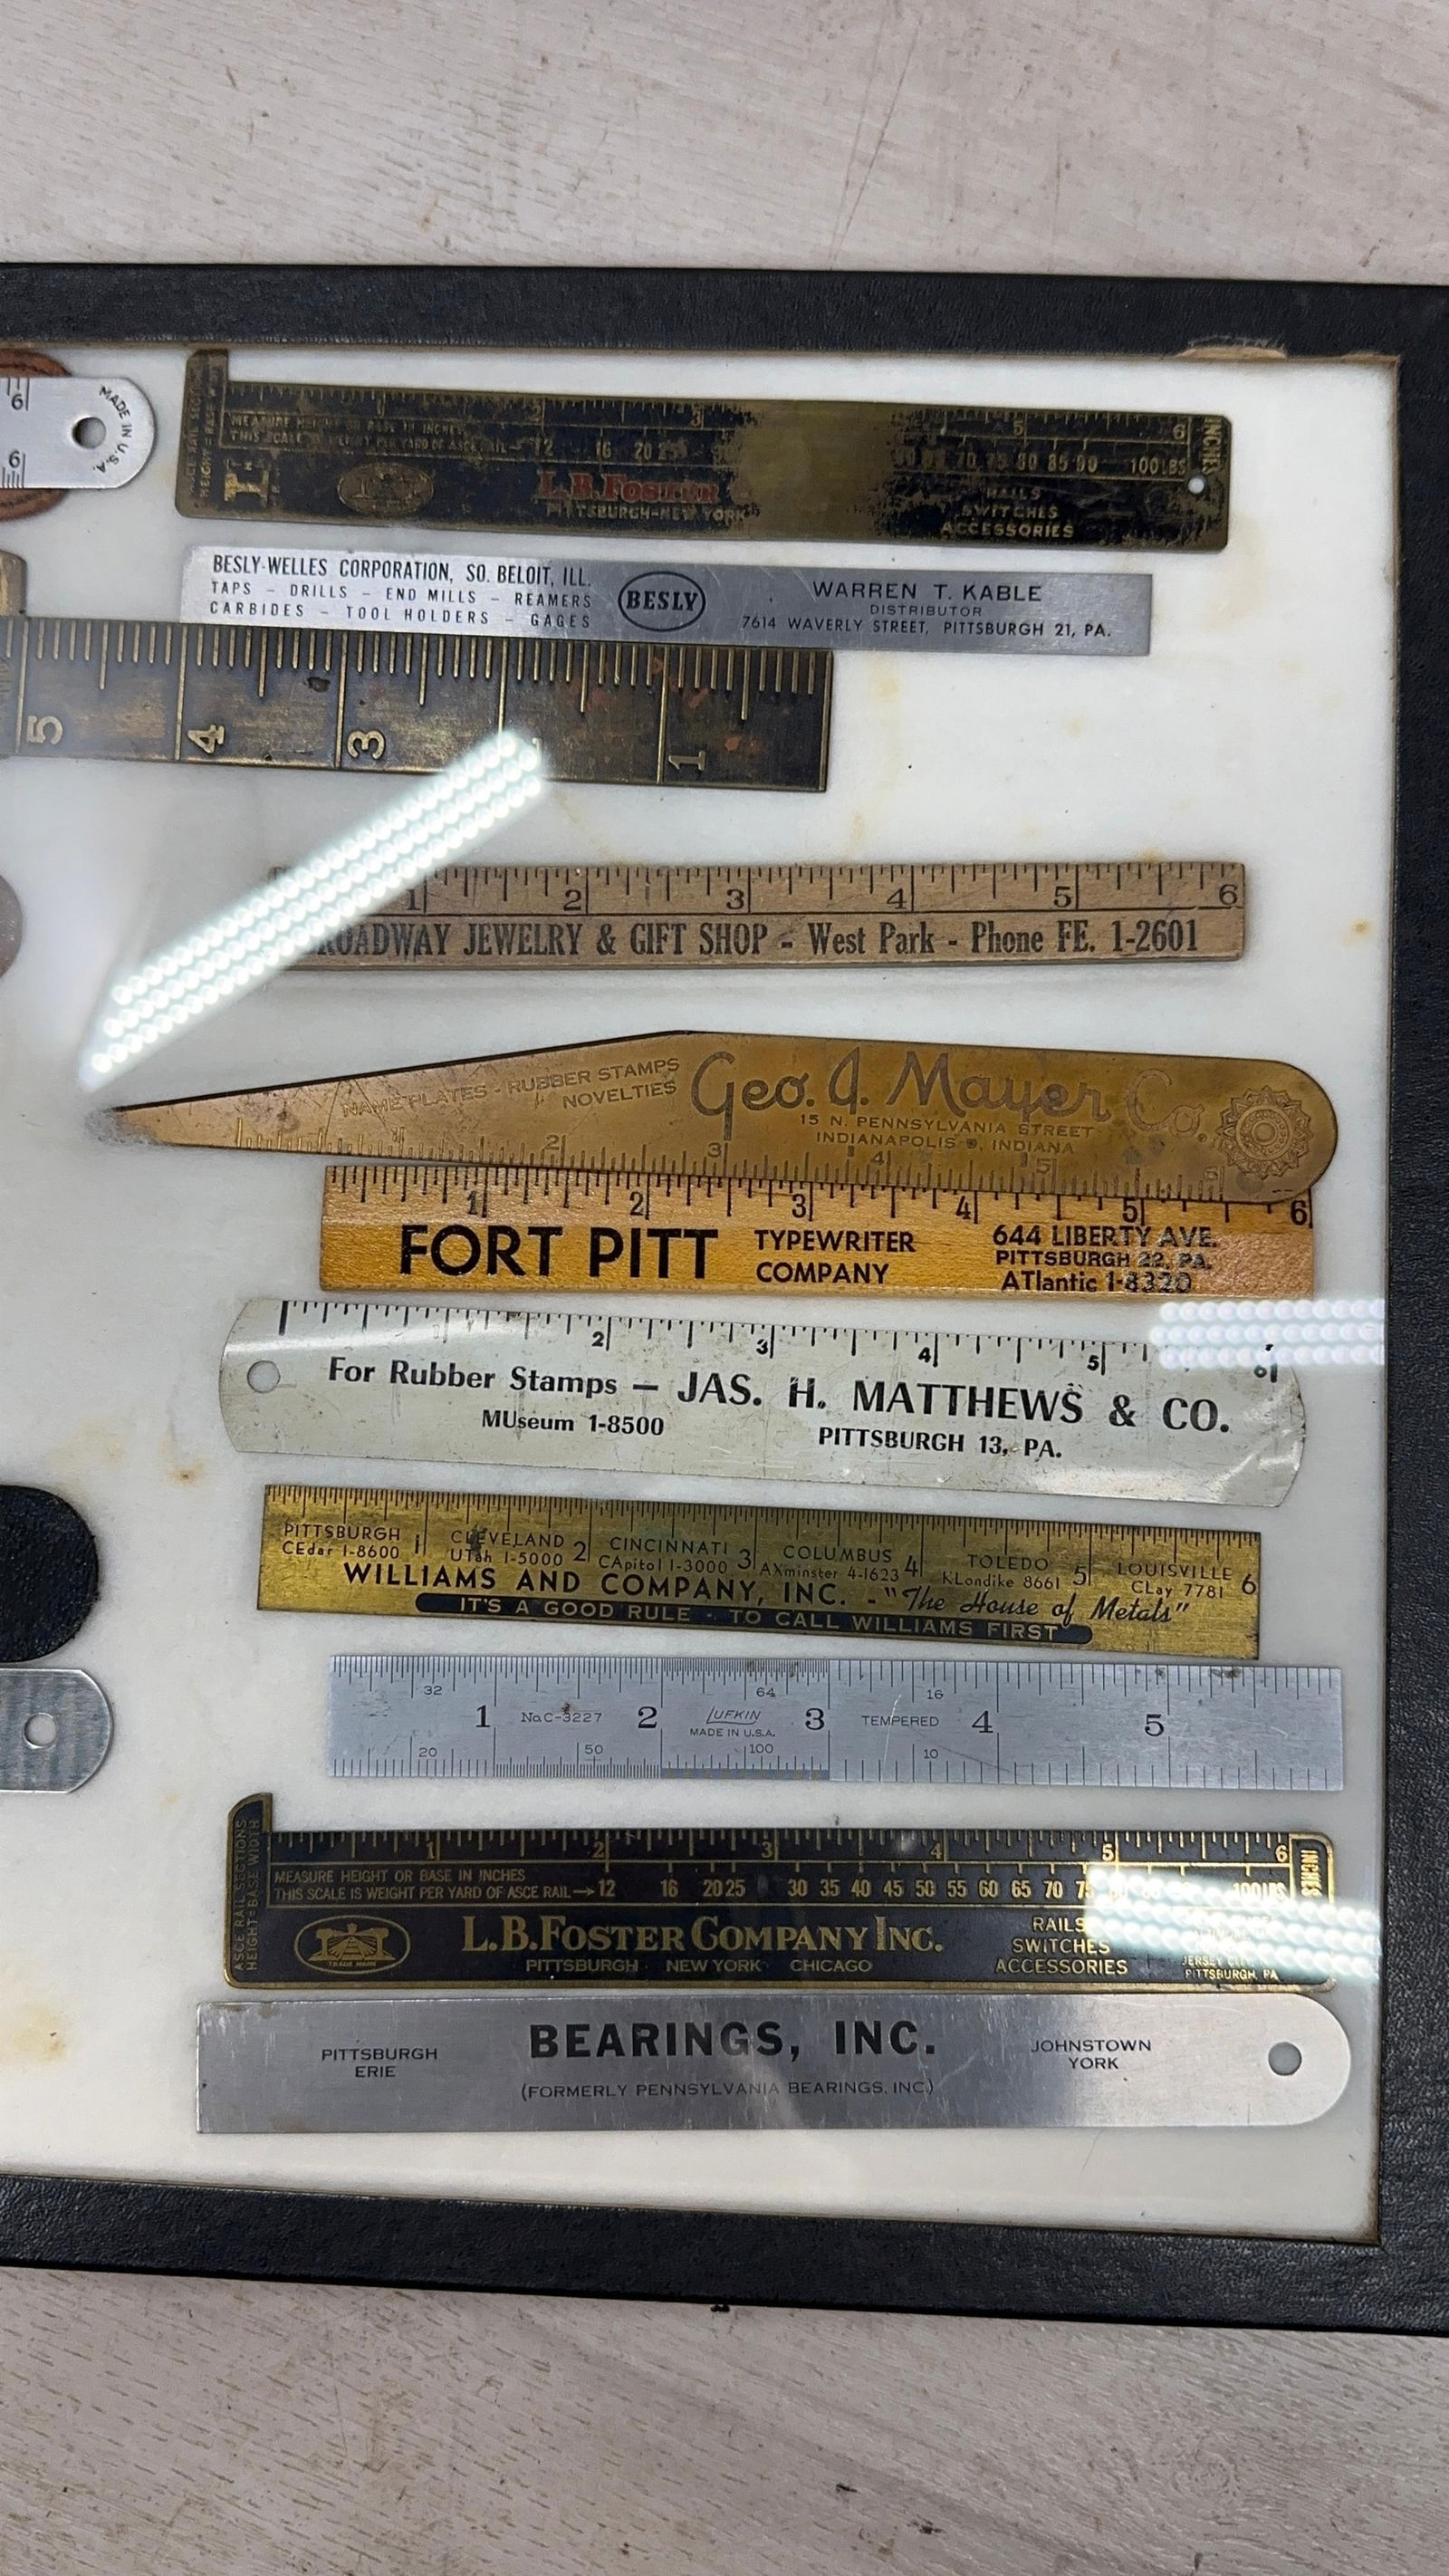 6
6
MADE IN U.S.A.
3
5
6
INCHES
MEASURE HEIGHT OR BASE IN INCHES
THIS SCALE PER YARD OF ASCE RAIL 12 16 20 25 70 75 80 85 90 100LBS
L.B. FOSTER
PITTSBURGH-NEW YORK
RAILS
SWITCHES
ACCESSORIES
BESLY-WELLES CORPORATION, SO. BELOIT, ILL.
TAPS – DRILLS – END MILLS – REAMERS
CARBIDES – TOOL HOLDERS – GAGES
BESLY
WARREN T. KABLE
DISTRIBUTOR
7614 WAVERLY STREET, PITTSBURGH 21, PA.
5 4 3 1
1 2 3 4 5 6
ROADWAY JEWELRY & GIFT SHOP - West Park - Phone FE. 1-2601
NAME PLATES - RUBBER STAMPS
NOVELTIES
Geo. J. Mayer Co.
15 N. PENNSYLVANIA STREET
INDIANAPOLIS 9, INDIANA
2 3 4 5 6
1 2 3 4 5 6
FORT PITT TYPEWRITER COMPANY
644 LIBERTY AVE.
PITTSBURGH 22, PA.
ATlantic 1-8320
2 3 4 5 6
For Rubber Stamps — JAS. H. MATTHEWS & CO.
MUseum 1-8500 PITTSBURGH 13, PA.
PITTSBURGH 1 CLEVELAND 2 CINCINNATI 3 COLUMBUS 4 TOLEDO 5 LOUISVILLE 6
CEdar 1-8600 UTah 1-5000 CApitol 1-3000 AXminster 4-1623 KLondike 8661 CLay 7781
WILLIAMS AND COMPANY, INC. - "The House of Metals"
IT'S A GOOD RULE - TO CALL WILLIAMS FIRST
32 64 16
1 No. C-3227 2 LUFKIN 3 TEMPERED 4 5
MADE IN U.S.A.
20 50 100 10
ASCE RAIL SECTIONS
HEIGHT=BASE WIDTH
1 2 3 4 5 6
INCHES
MEASURE HEIGHT OR BASE IN INCHES
THIS SCALE IS WEIGHT PER YARD OF ASCE RAIL 12 16 20 25 30 35 40 45 50 55 60 65 70 100LBS
TRADE MARK
L.B. FOSTER COMPANY INC.
PITTSBURGH NEW YORK CHICAGO
RAILS
SWITCHES
ACCESSORIES
JERSEY CITY
PITTSBURGH, PA
PITTSBURGH
ERIE
BEARINGS, INC.
(FORMERLY PENNSYLVANIA BEARINGS, INC.)
JOHNSTOWN
YORK